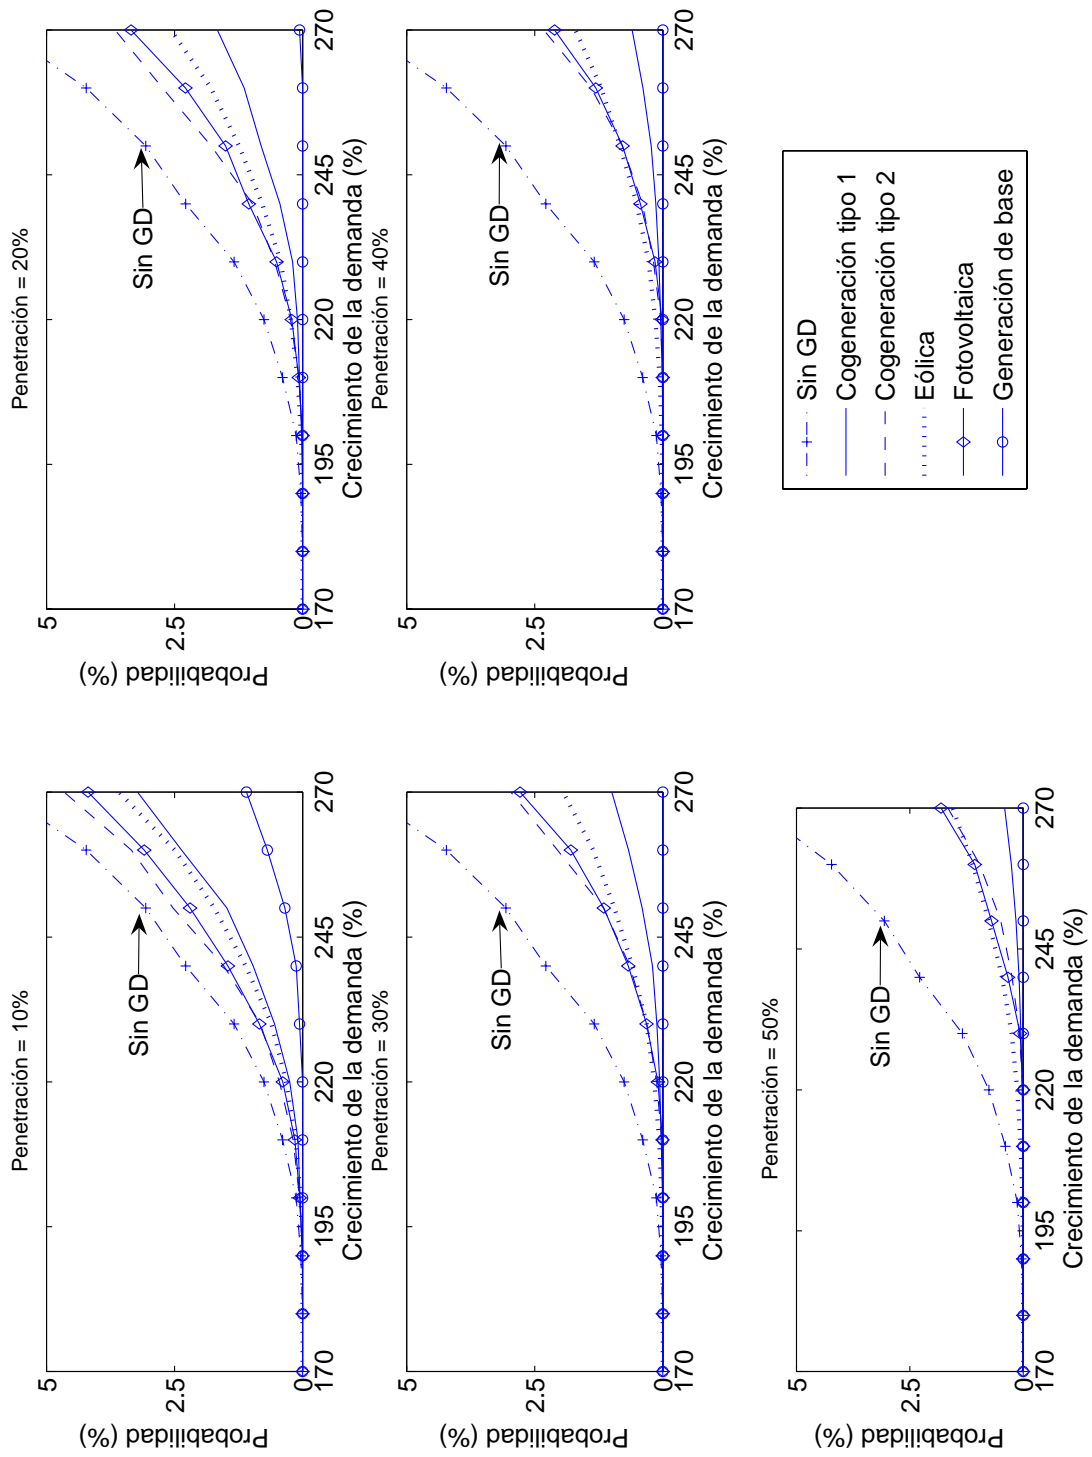 Penetración = 10%
5
2.5
0
170
195
220
245
270
Probabilidad (%)
Crecimiento de la demanda (%)
Sin GD
Penetración = 20%
5
2.5
0
170
195
220
245
270
Probabilidad (%)
Crecimiento de la demanda (%)
Sin GD
Penetración = 30%
5
2.5
0
170
195
220
245
270
Probabilidad (%)
Crecimiento de la demanda (%)
Sin GD
Penetración = 40%
5
2.5
0
170
195
220
245
270
Probabilidad (%)
Crecimiento de la demanda (%)
Sin GD
Penetración = 50%
5
2.5
0
170
195
220
245
270
Probabilidad (%)
Crecimiento de la demanda (%)
Sin GD
Sin GD
Cogeneración tipo 1
Cogeneración tipo 2
Eólica
Fotovoltaica
Generación de base